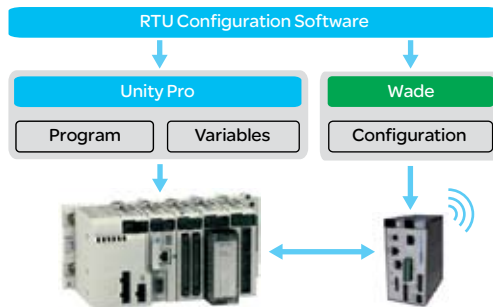 RTU Configuration Software
Unity Pro
Wade
Program
Variables
Configuration